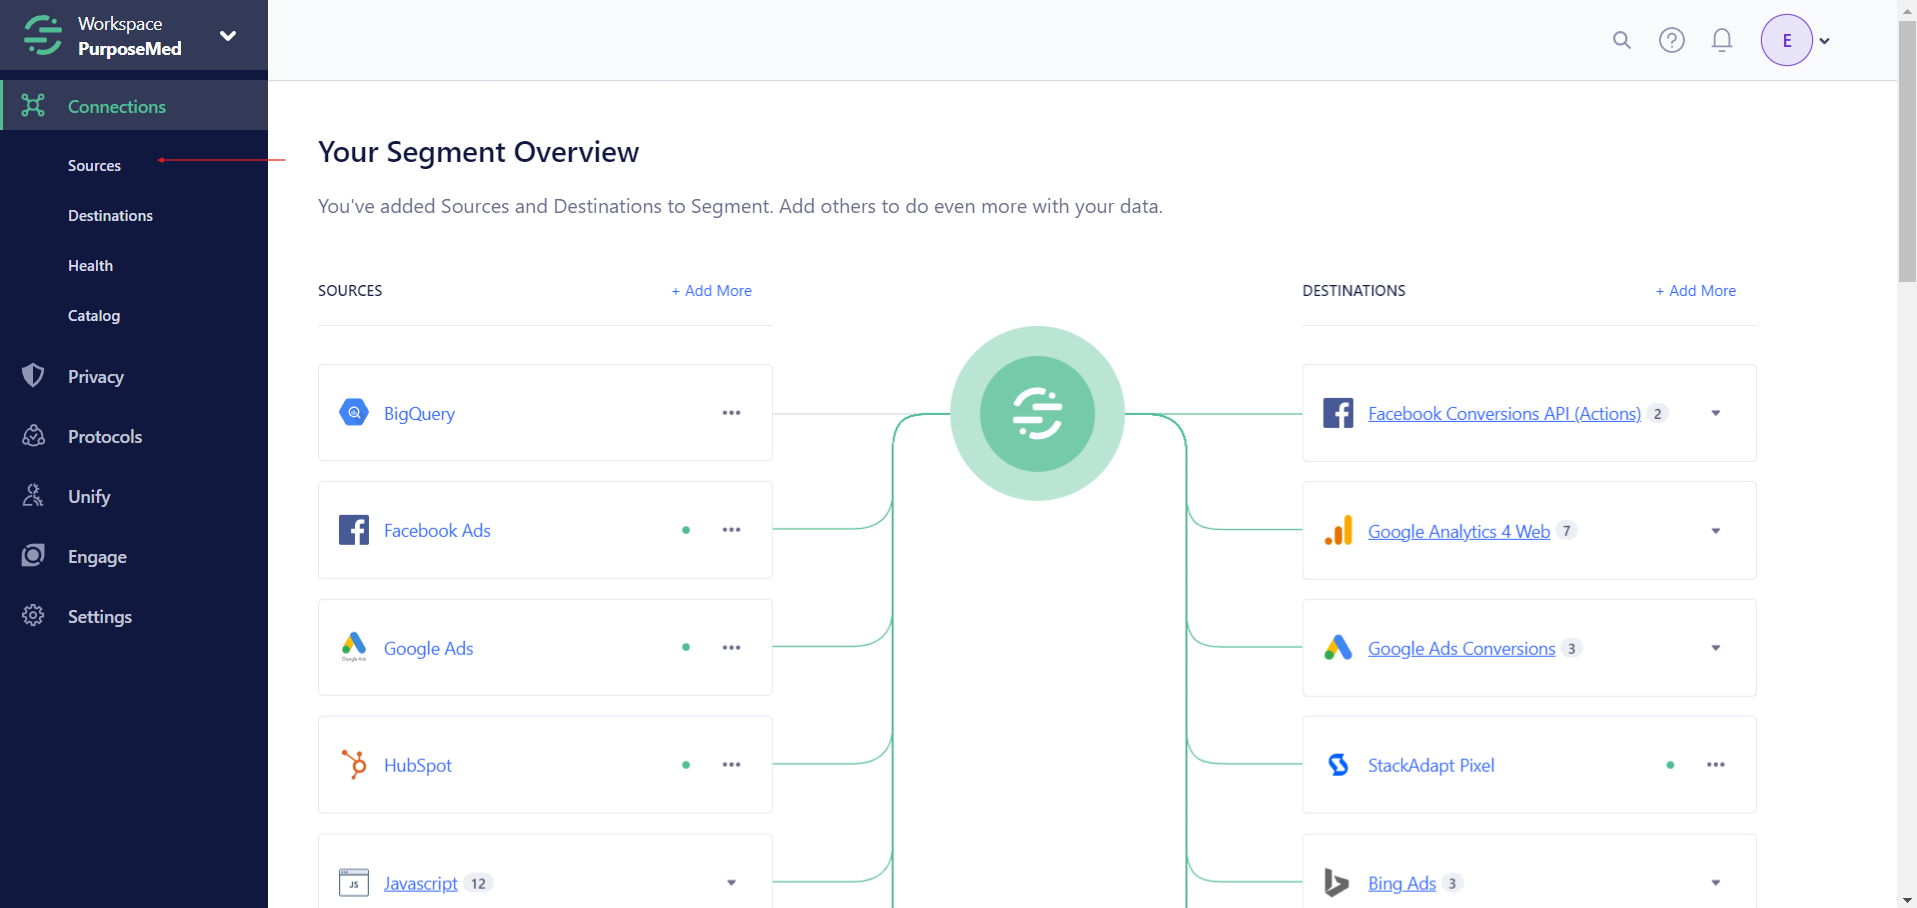 Workspace
PurposeMed
E
Connections
Sources
Destinations
Health
Catalog
Privacy
Protocols
Unify
Engage
Settings
Your Segment Overview
You've added Sources and Destinations to Segment. Add others to do even more with your data.
SOURCES
+ Add More
BigQuery
Facebook Ads
Google Ads
Google Ads
HubSpot
JS
Javascript 12
DESTINATIONS
+ Add More
Facebook Conversions API (Actions) 2
Google Analytics 4 Web 7
Google Ads Conversions 3
StackAdapt Pixel
Bing Ads 3